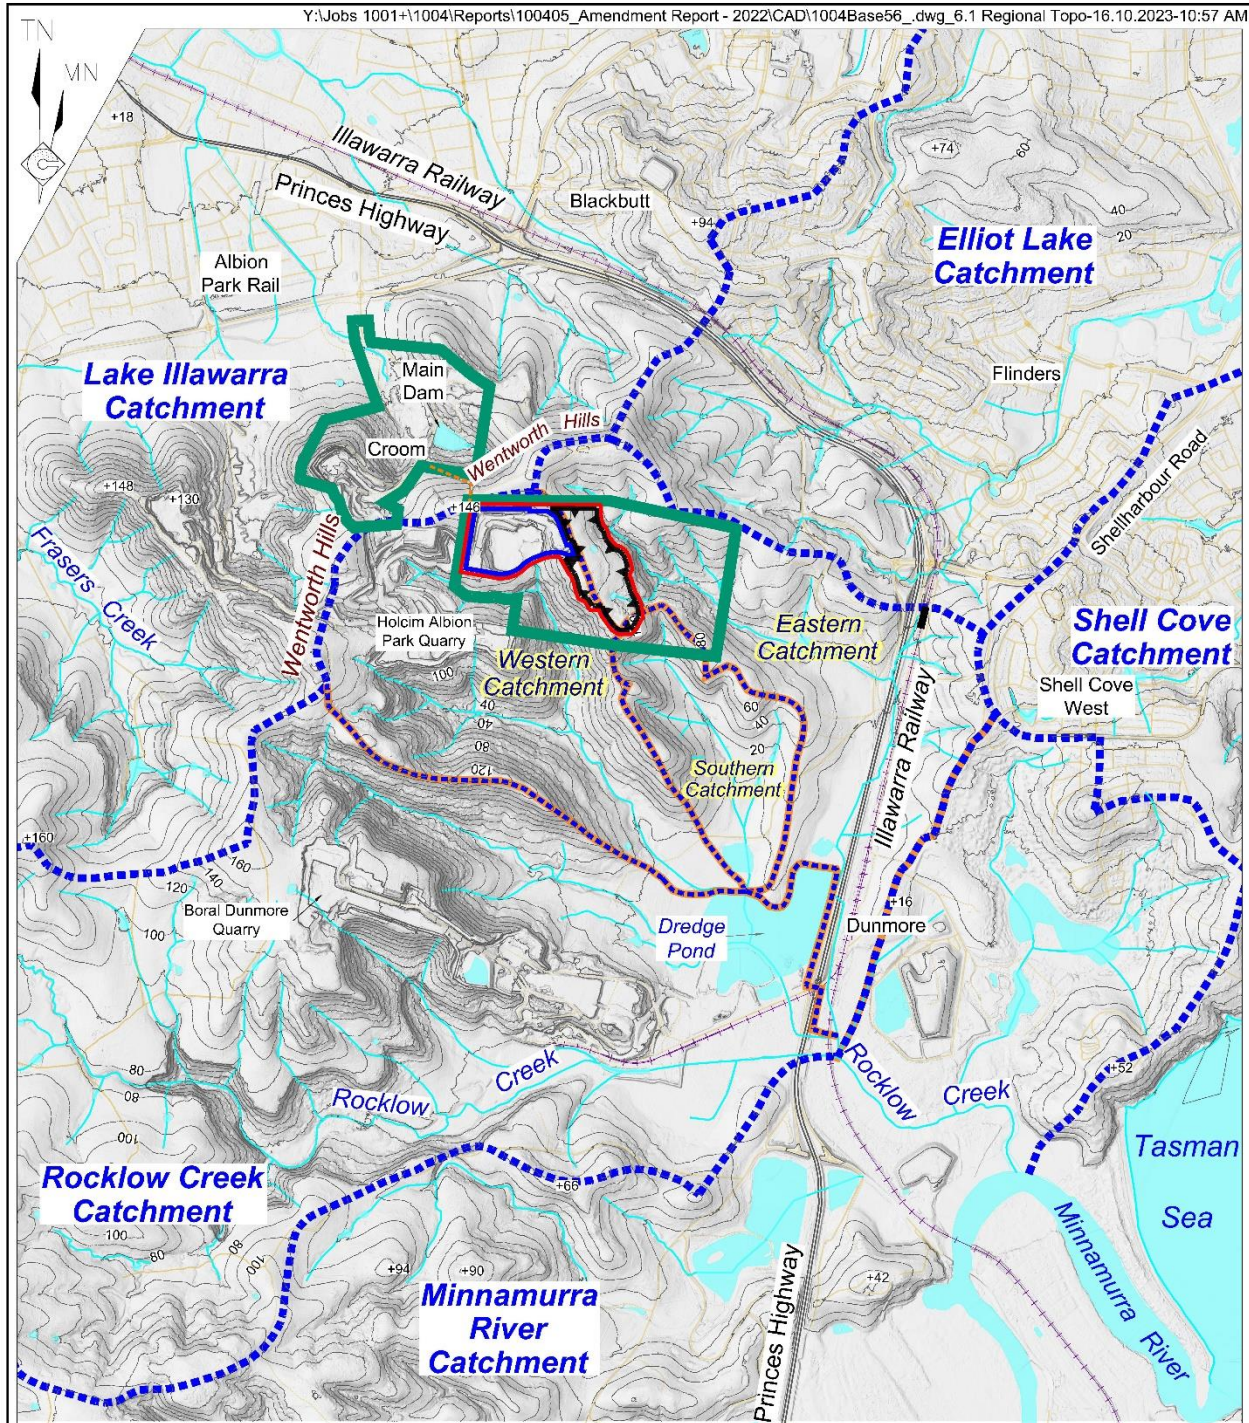 Y:\Jobs 1001+\1004\Reports\100405_Amendment Report - 2022\CAD\1004Base56_.dwg_6.1 Regional Topo-16.10.2023-10:57 AM
TN
MN
+18
Illawarra Railway
Princes Highway
Blackbutt
+94
+74
60
40
20
Elliot Lake
Catchment
Albion
Park Rail
Lake Illawarra
Catchment
Main
Dam
Croom
Wentworth Hills
Flinders
Shellharbour Road
+148
+130
+146
Frasers Creek
Wentworth Hills
Holcim Albion
Park Quarry
100
Western
Catchment
80
Eastern
Catchment
Shell Cove
Catchment
Shell Cove
West
40
40
80
120
60
40
20
Southern
Catchment
Illawarra Railway
+160
160
140
120
100
Boral Dunmore
Quarry
Dredge
Pond
+16
Dunmore
80
80
100
Rocklow
Creek
Rocklow
Creek
+52
Tasman
Sea
Rocklow Creek
Catchment
100
80
80
100
+66
+94
+90
Minnamurra
River
Catchment
+42
Princes Highway
Minnamurra River